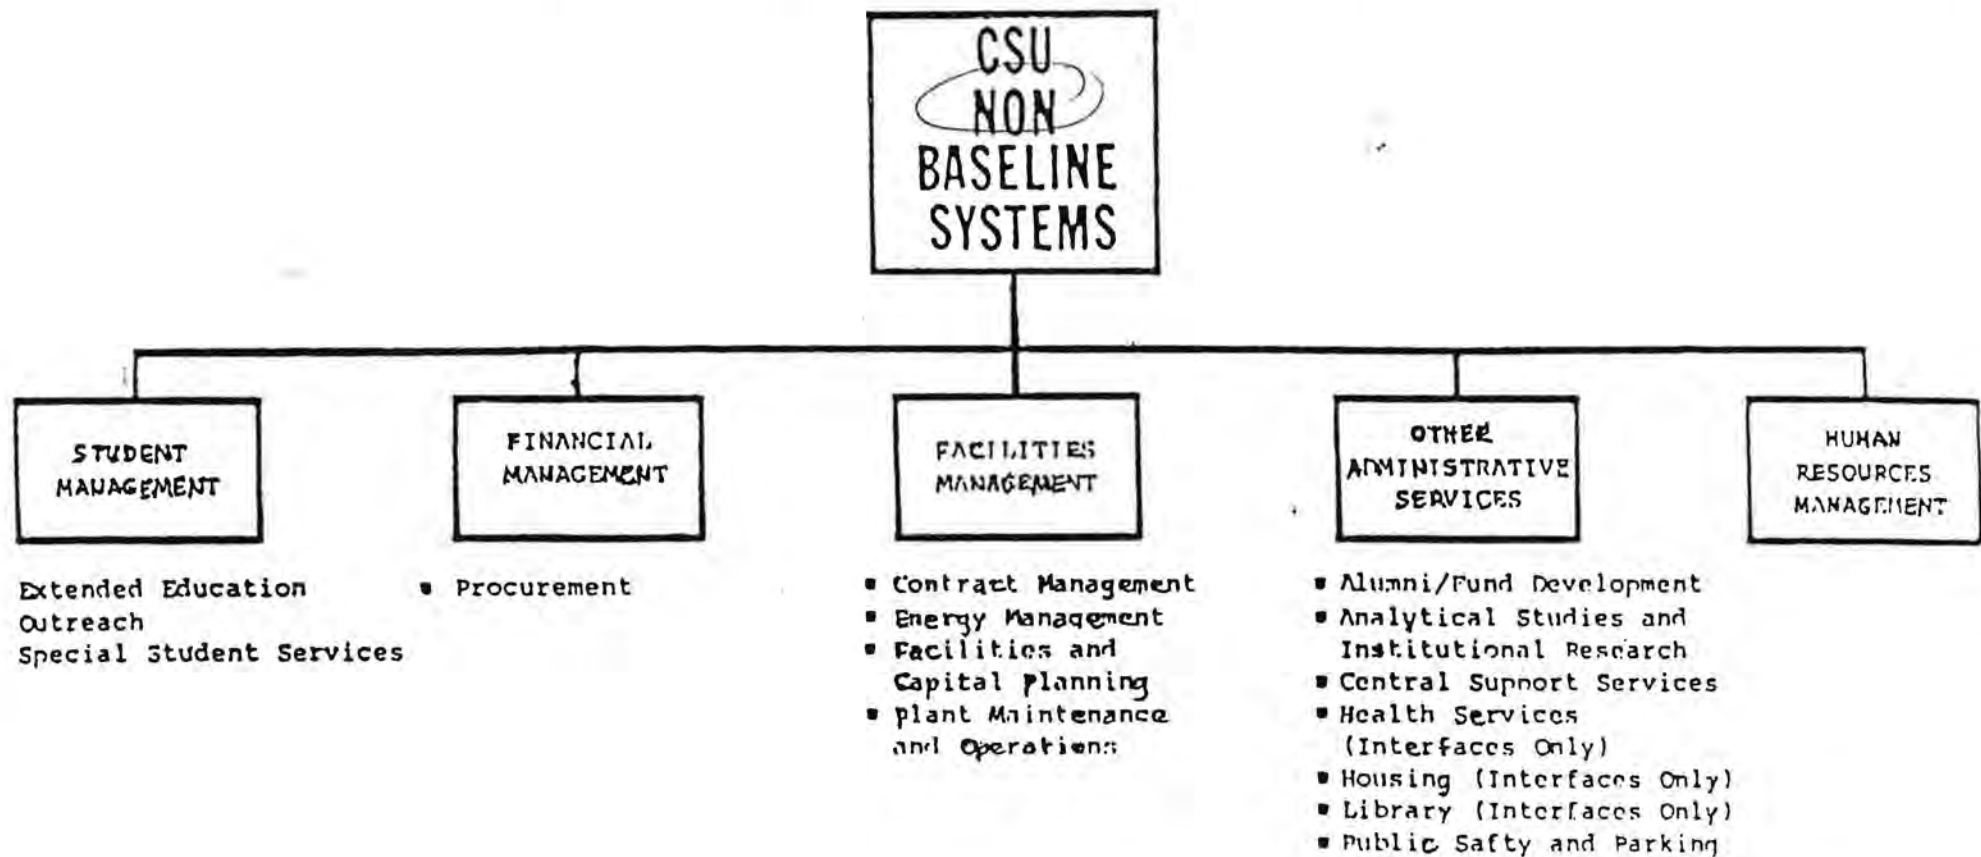 CSU
NON
BASELINE
SYSTEMS
STUDENT
MANAGEMENT
Extended Education
Outreach
Special Student Services
FINANCIAL
MANAGEMENT
▪ Procurement
FACILITIES
MANAGEMENT
▪ Contract Management
▪ Energy Management
▪ Facilities and
Capital Planning
▪ Plant Maintenance
and Operations
OTHER
ADMINISTRATIVE
SERVICES
▪ Alumni/Fund Development
▪ Analytical Studies and
Institutional Research
▪ Central Support Services
▪ Health Services
(Interfaces Only)
▪ Housing (Interfaces Only)
▪ Library (Interfaces Only)
▪ Public Safty and Parking
HUMAN
RESOURCES
MANAGEMENT